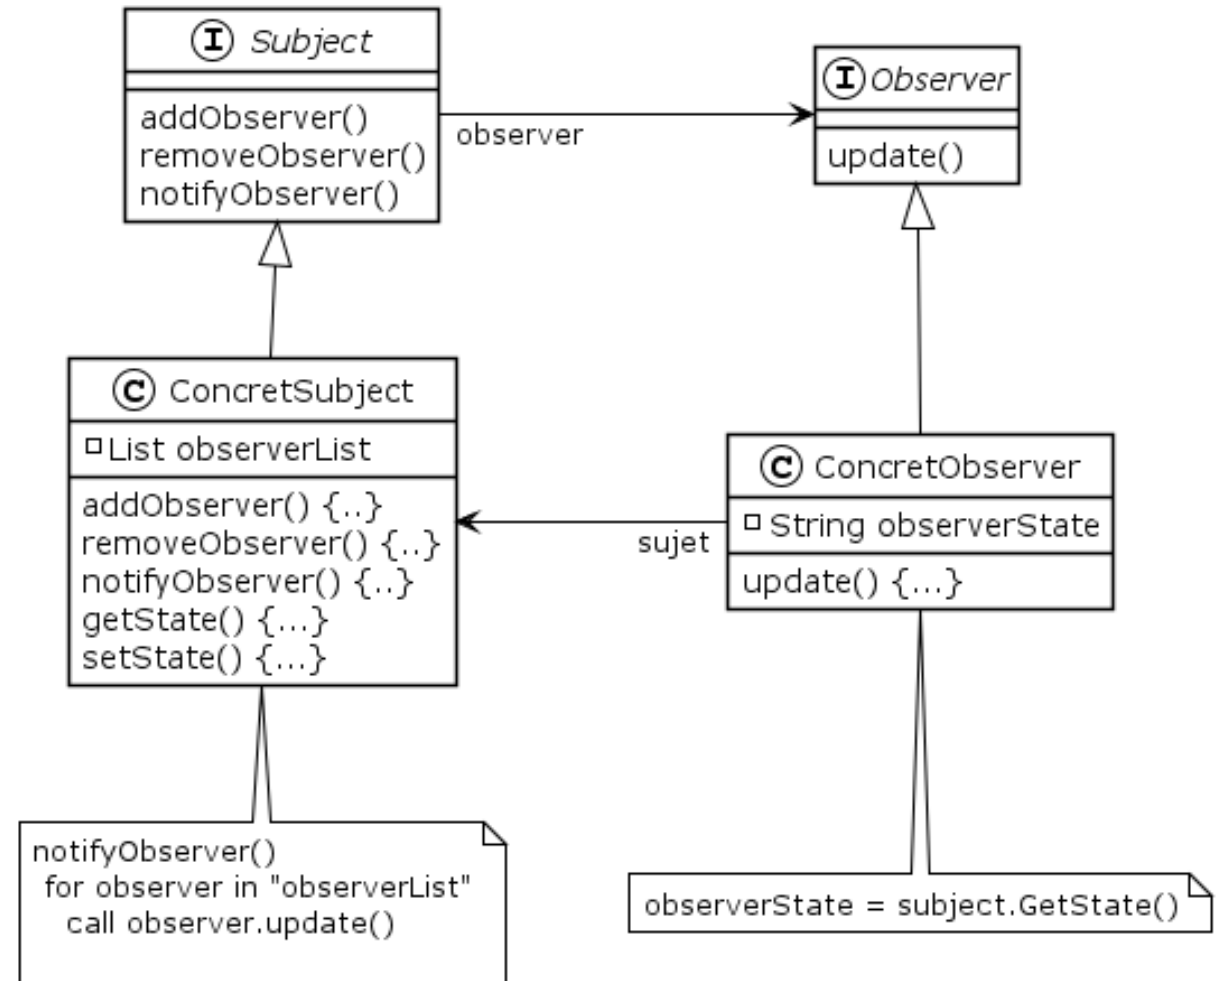 I Subject
addObserver()
removeObserver()
notifyObserver()
observer
I Observer
update()
C ConcretSubject
List observerList
addObserver() {..}
removeObserver() {..}
notifyObserver() {..}
getState() {...}
setState() {...}
sujet
C ConcretObserver
String observerState
update() {...}
notifyObserver()
for observer in "observerList"
call observer.update()
observerState = subject.GetState()